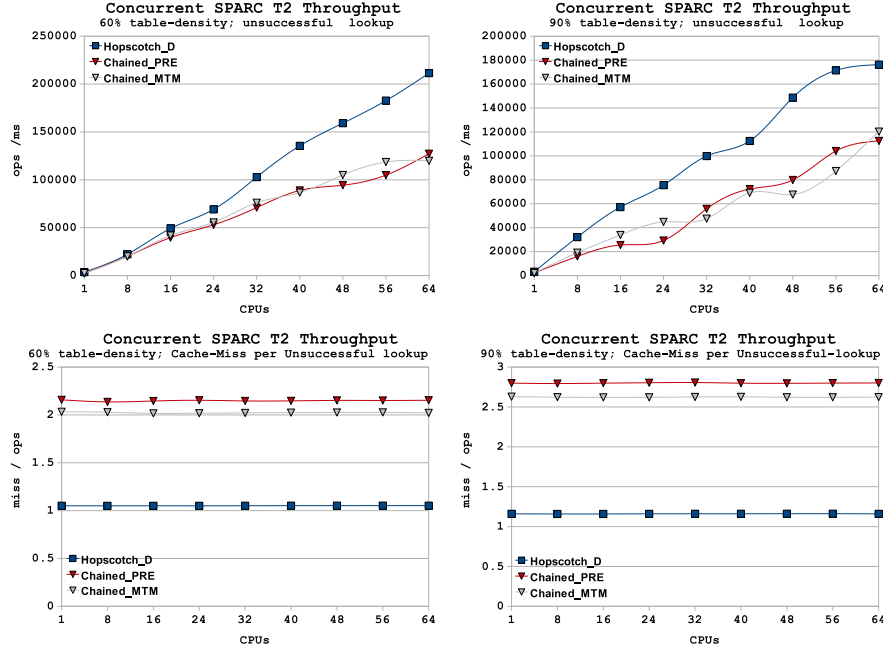 Concurrent SPARC T2 Throughput
60% table-density; unsuccessful lookup
250000
200000
150000
100000
50000
0
ops /ms
Hopscotch_D
Chained_PRE
Chained_MTM
1 8 16 24 32 40 48 56 64
CPUs
Concurrent SPARC T2 Throughput
90% table-density; unsuccessful lookup
200000
180000
160000
140000
120000
100000
80000
60000
40000
20000
0
ops /ms
Hopscotch_D
Chained_PRE
Chained_MTM
1 8 16 24 32 40 48 56 64
CPUs
Concurrent SPARC T2 Throughput
60% table-density; Cache-Miss per Unsuccessful lookup
2.5
2
1.5
1
0.5
0
miss / ops
Hopscotch_D
Chained_PRE
Chained_MTM
1 8 16 24 32 40 48 56 64
CPUs
Concurrent SPARC T2 Throughput
90% table-density; Cache-Miss per Unsuccessful-lookup
3
2.5
2
1.5
1
0.5
0
miss / ops
Hopscotch_D
Chained_PRE
Chained_MTM
1 8 16 24 32 40 48 56 64
CPUs